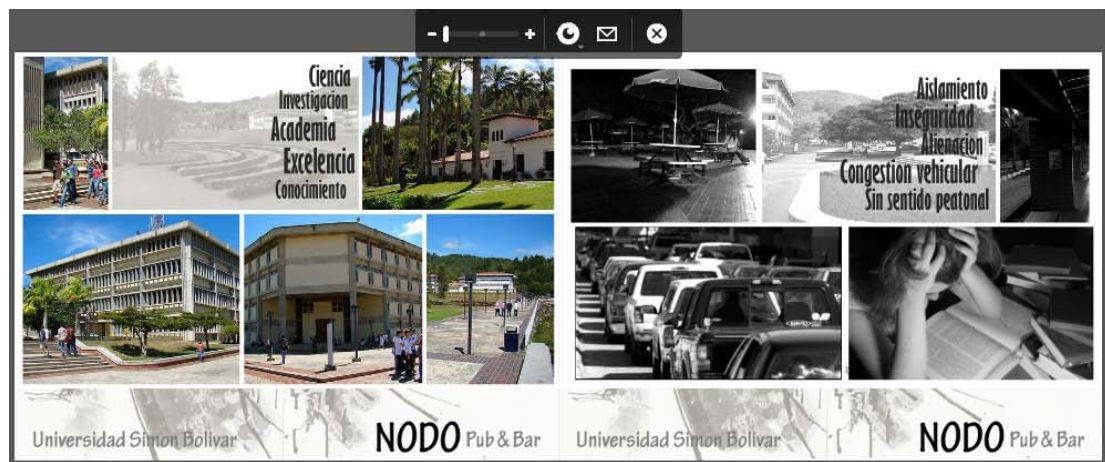 Ciencia
Investigacion
Academia
Excelencia
Conocimiento
Aislamiento
Inseguridad
Alienacion
Congestion vehicular
Sin sentido peatonal
Universidad Simon Bolivar
NODO Pub & Bar
Universidad Simon Bolivar
NODO Pub & Bar